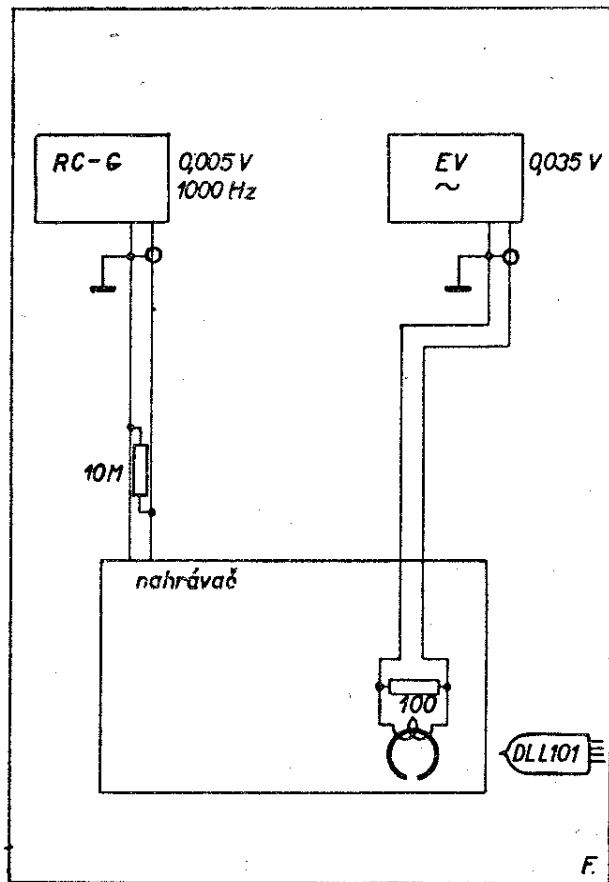 RC-G
0,005 V
1000 Hz
EV
~
0,035 V
10M
nahrávač
100
DLL101
F.